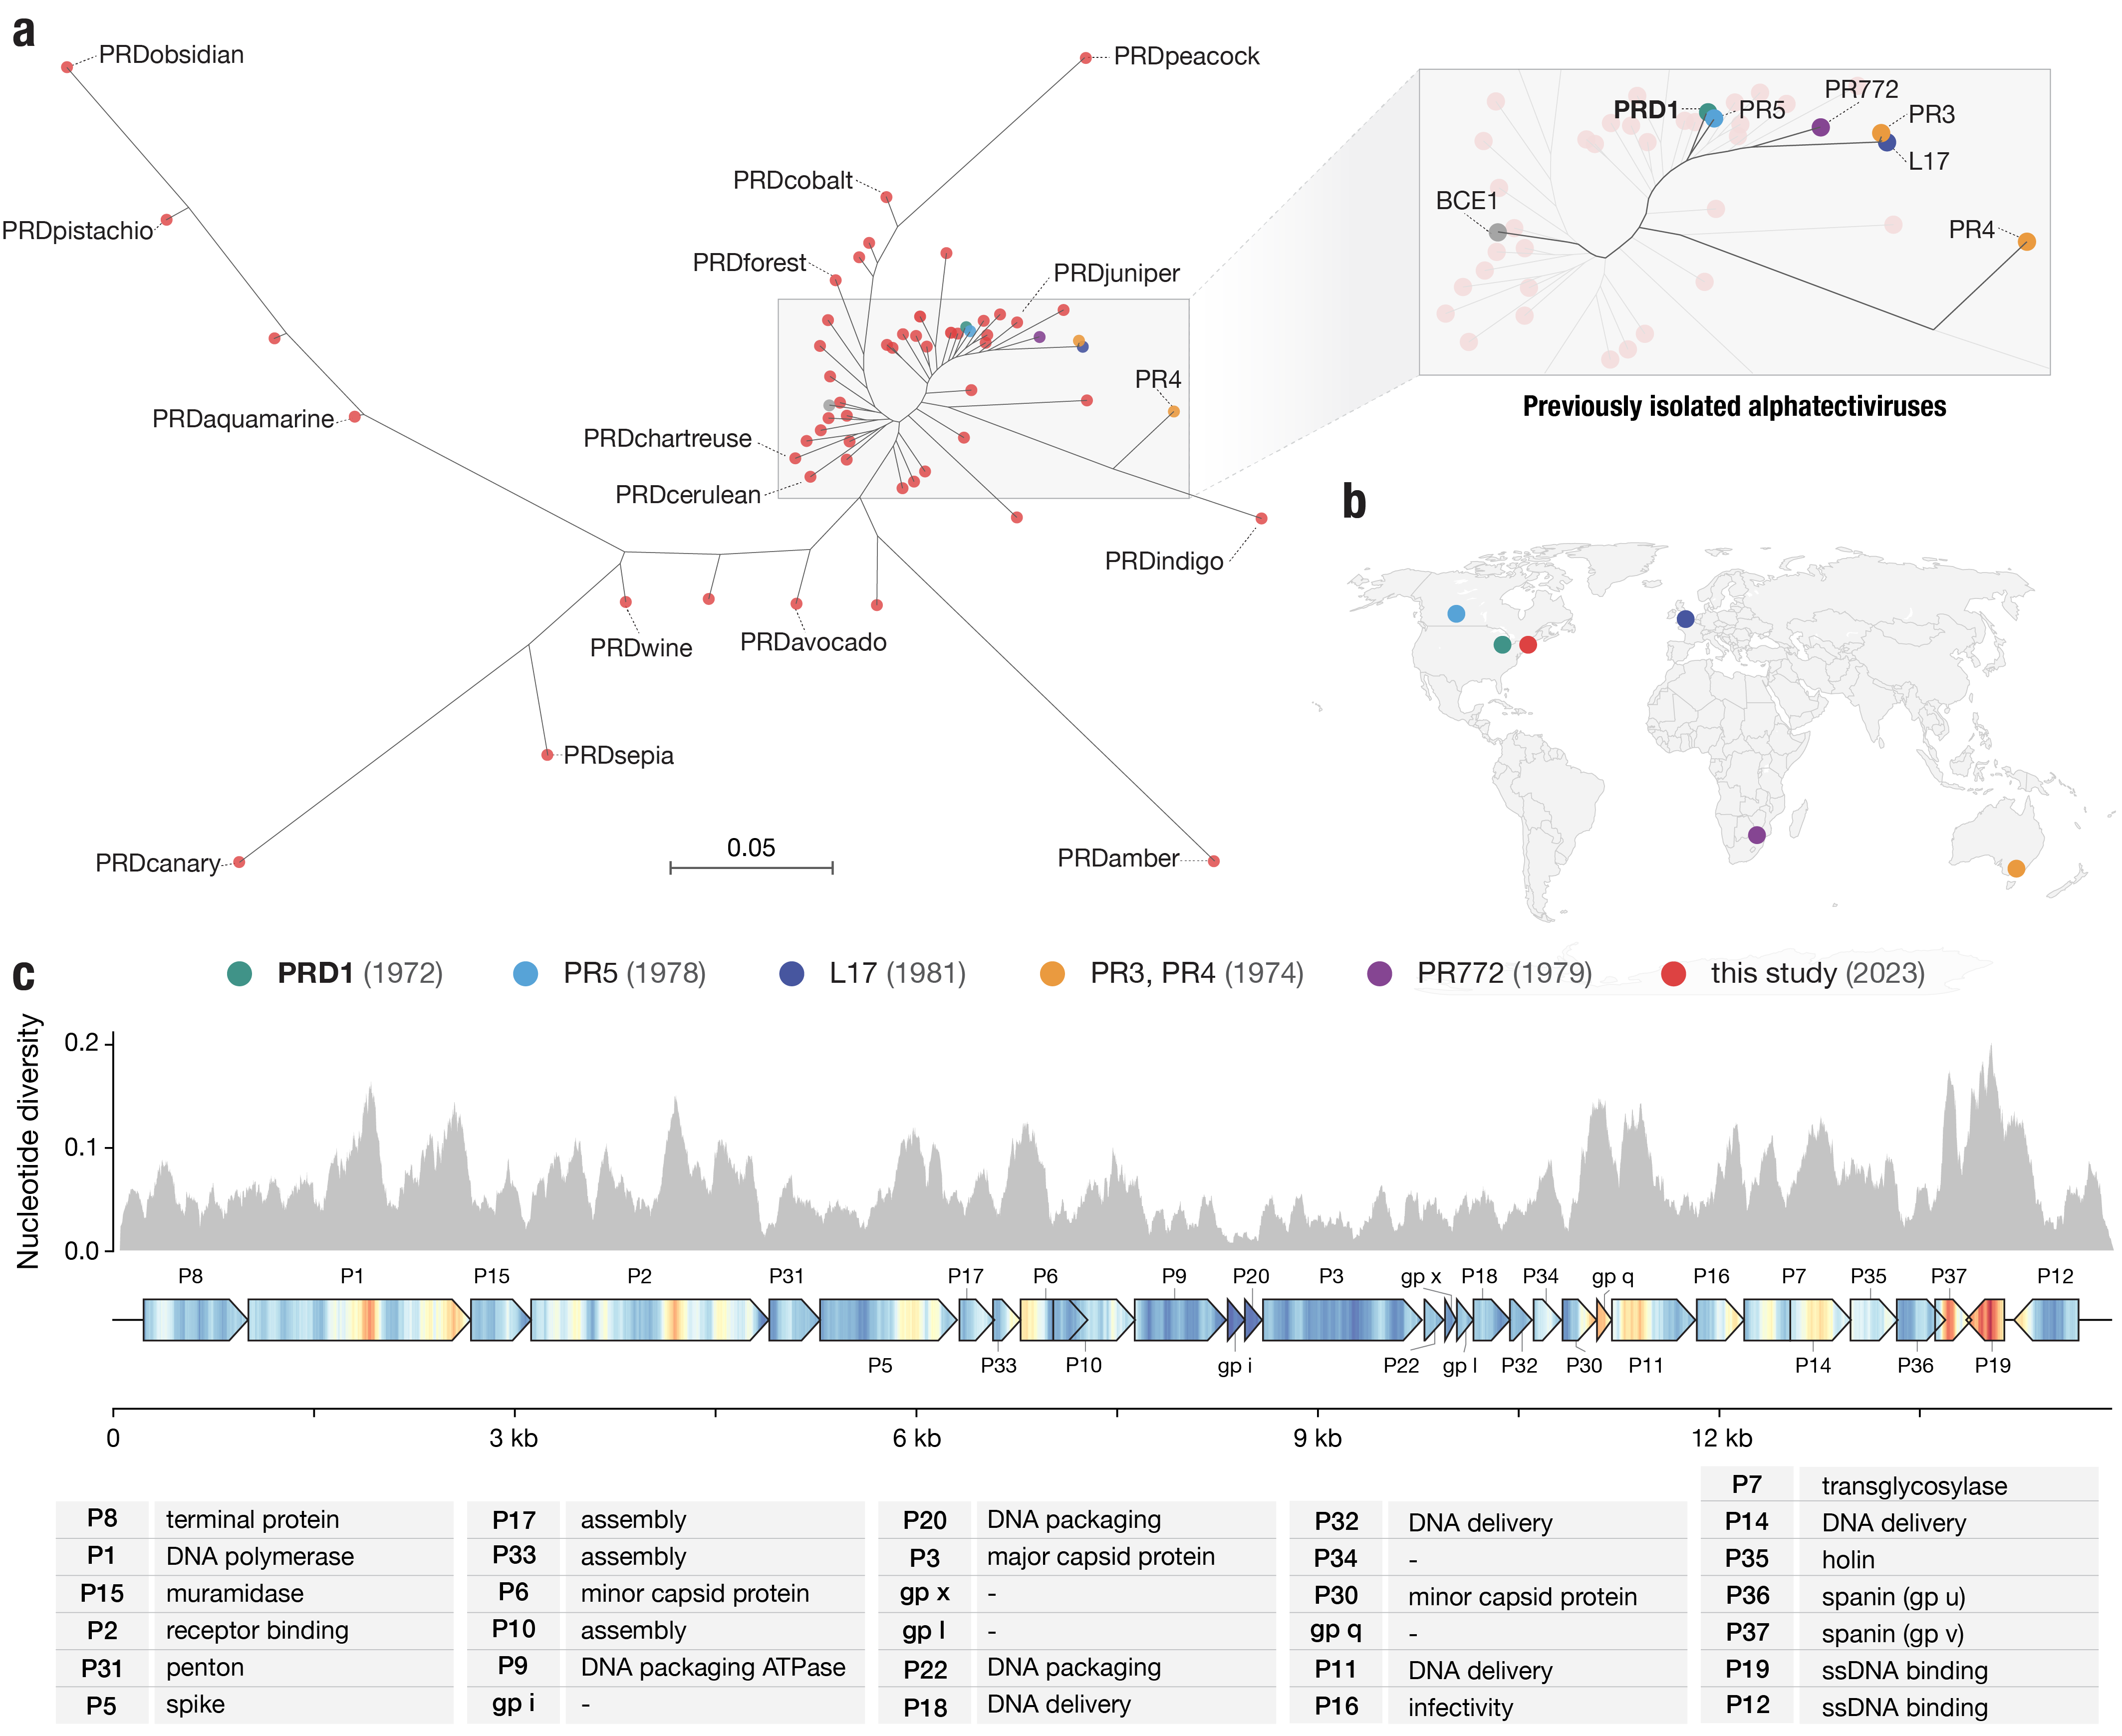 a
PRDobsidian
PRDpeacock
PRDcobalt
PRDpistachio
PRDforest
PRDjuniper
PRDaquamarine
PR4
PRDchartreuse
PRDcerulean
PRDindigo
PRDwine
PRDavocado
PRDsepia
0.05
PRDcanary
PRDamber
PRD1
PR5
PR772
PR3
L17
BCE1
PR4
Previously isolated alphatectiviruses
b
c
PRD1 (1972)
PR5 (1978)
L17 (1981)
PR3, PR4 (1974)
PR772 (1979)
this study (2023)
Nucleotide diversity
0.2
0.1
0.0
P8 P1 P15 P2 P31 P17 P6 P9 P20 P3 gp x P18 P34 gp q P16 P7 P35 P37 P12
P5 P33 P10 gp i P22 gp l P32 P30 P11 P14 P36 P19
0 3 kb 6 kb 9 kb 12 kb
P8 terminal protein
P1 DNA polymerase
P15 muramidase
P2 receptor binding
P31 penton
P5 spike
P17 assembly
P33 assembly
P6 minor capsid protein
P10 assembly
P9 DNA packaging ATPase
gp i -
P20 DNA packaging
P3 major capsid protein
gp x -
gp l -
P22 DNA packaging
P18 DNA delivery
P32 DNA delivery
P34 -
P30 minor capsid protein
gp q -
P11 DNA delivery
P16 infectivity
P7 transglycosylase
P14 DNA delivery
P35 holin
P36 spanin (gp u)
P37 spanin (gp v)
P19 ssDNA binding
P12 ssDNA binding